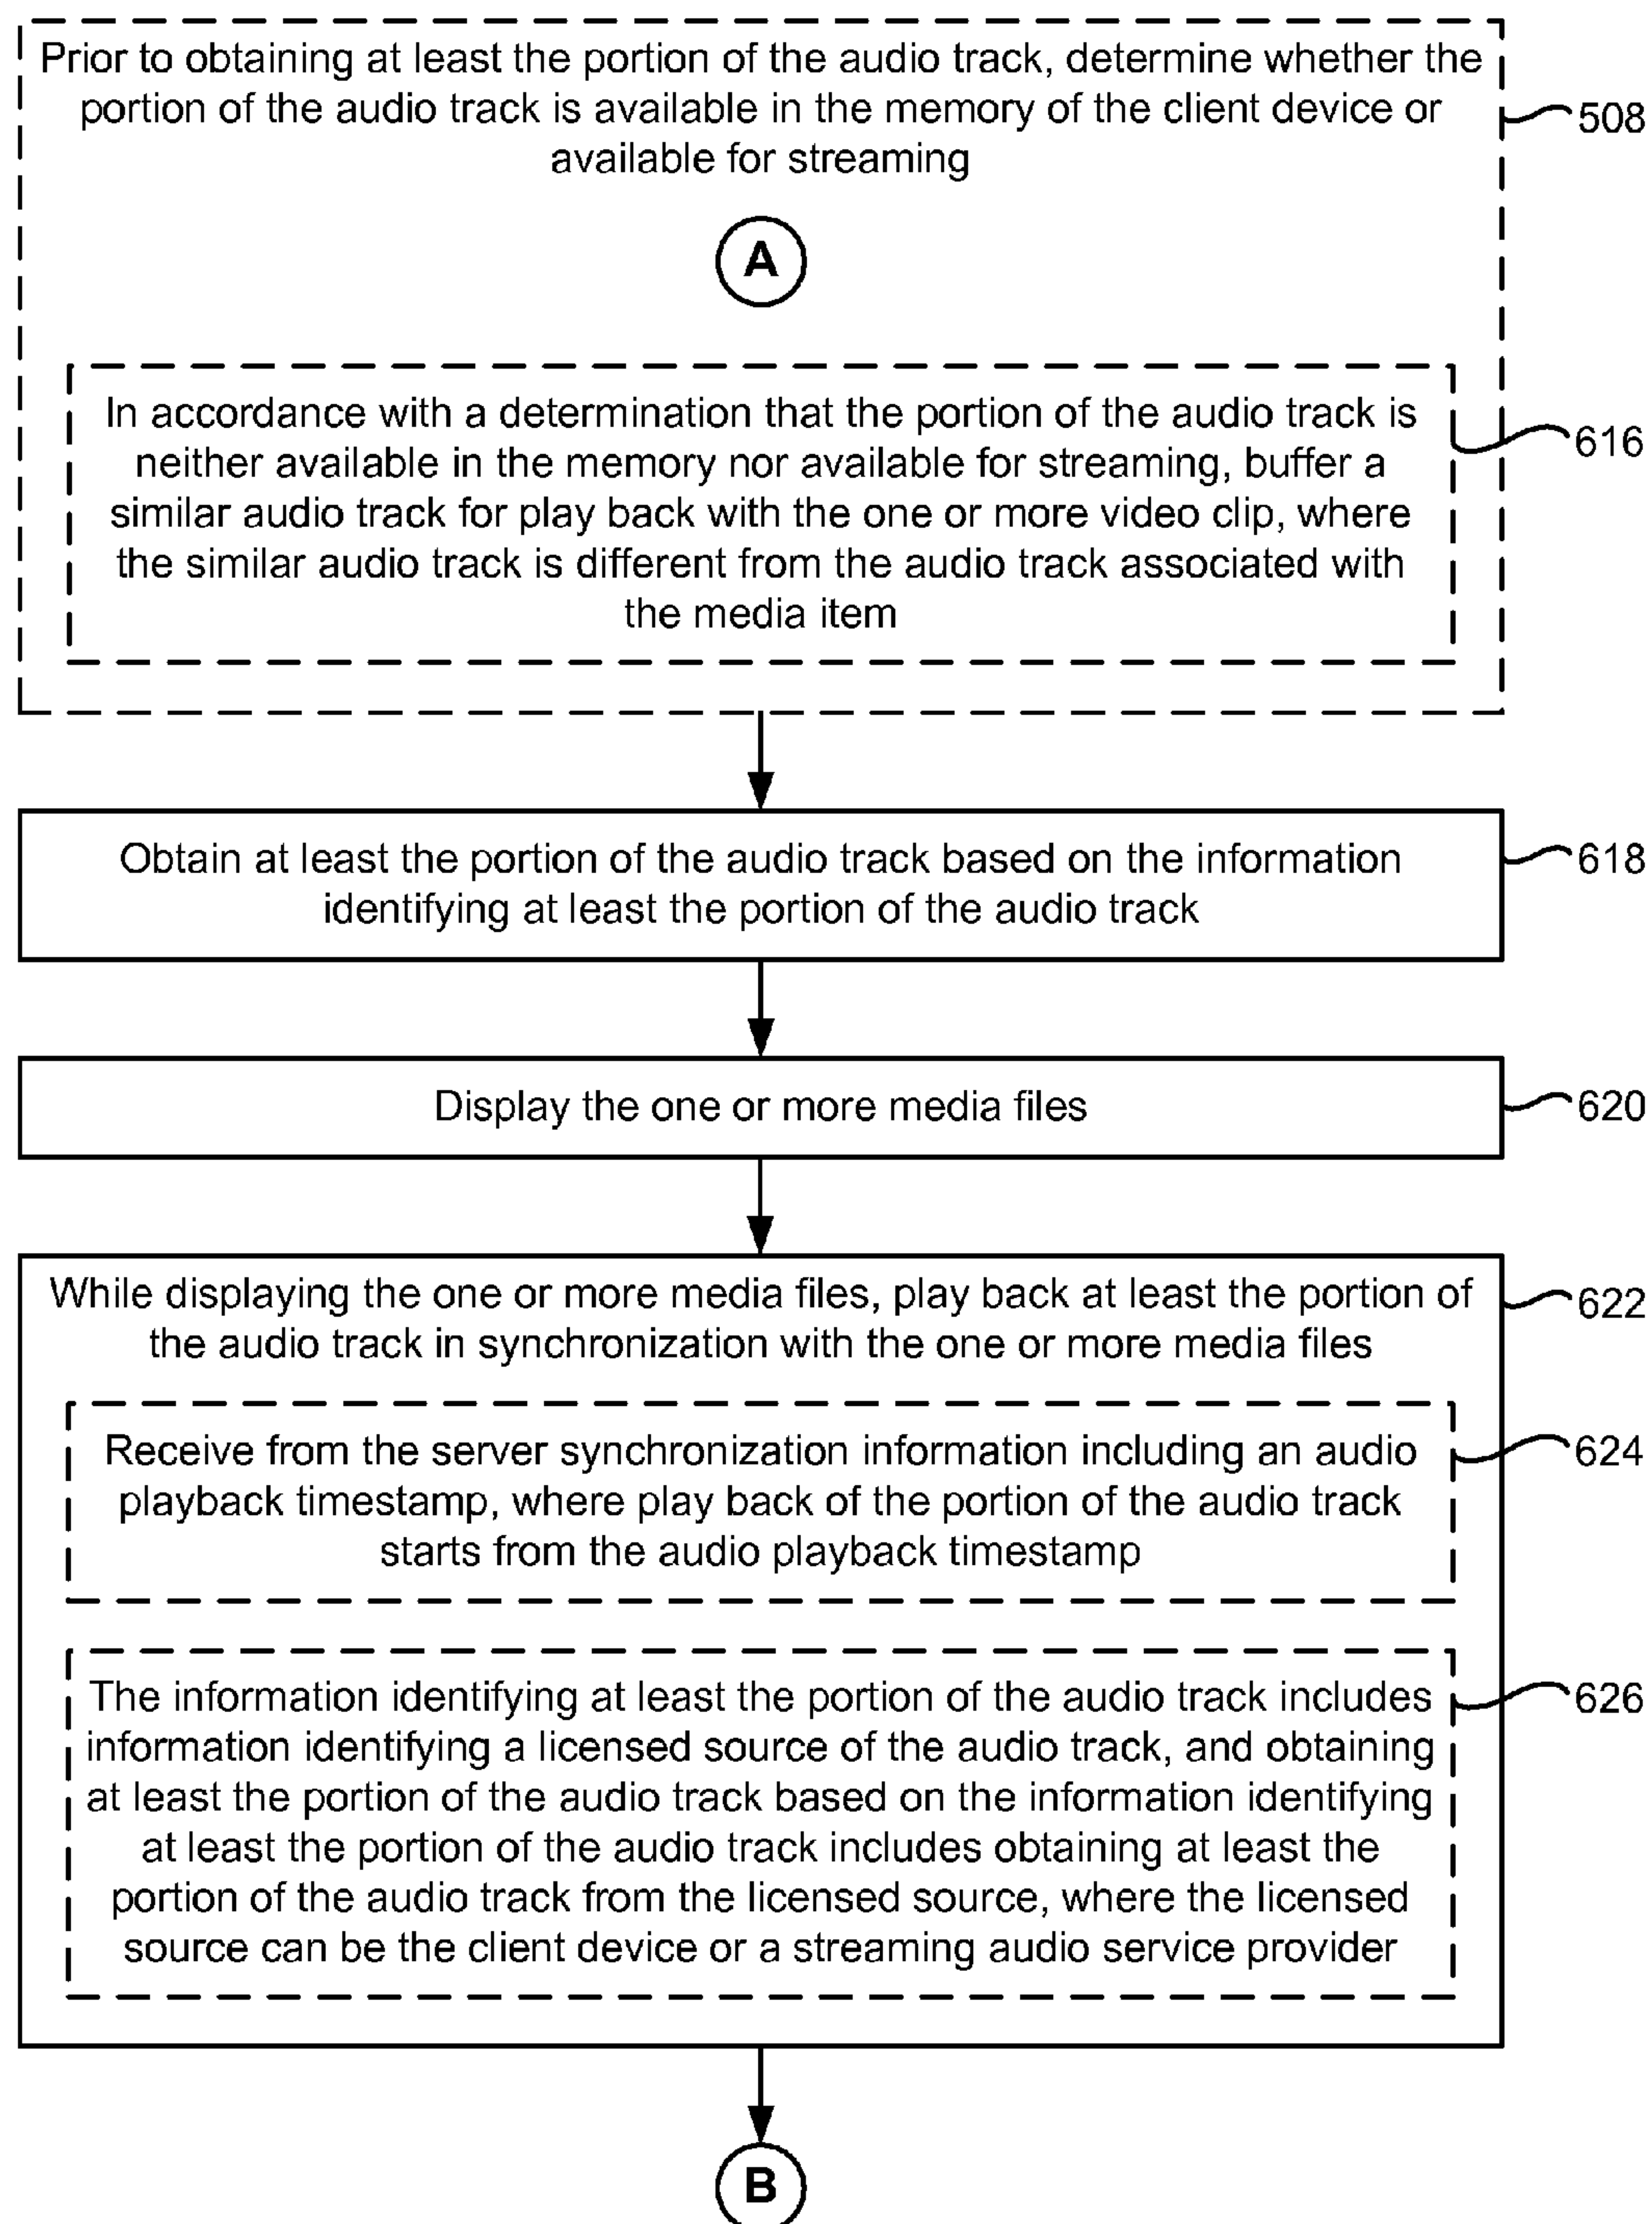 Prior to obtaining at least the portion of the audio track, determine whether the
portion of the audio track is available in the memory of the client device or
available for streaming
508
A
In accordance with a determination that the portion of the audio track is
neither available in the memory nor available for streaming, buffer a
similar audio track for play back with the one or more video clip, where
the similar audio track is different from the audio track associated with
the media item
616
Obtain at least the portion of the audio track based on the information
identifying at least the portion of the audio track
618
Display the one or more media files
620
While displaying the one or more media files, play back at least the portion of
the audio track in synchronization with the one or more media files
622
Receive from the server synchronization information including an audio
playback timestamp, where play back of the portion of the audio track
starts from the audio playback timestamp
624
The information identifying at least the portion of the audio track includes
information identifying a licensed source of the audio track, and obtaining
at least the portion of the audio track based on the information identifying
at least the portion of the audio track includes obtaining at least the
portion of the audio track from the licensed source, where the licensed
source can be the client device or a streaming audio service provider
626
B